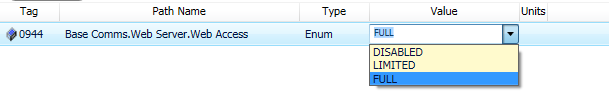 Tag Path Name Type Value Units
0944 Base Comms.Web Server.Web Access Enum FULL
DISABLED
LIMITED
FULL